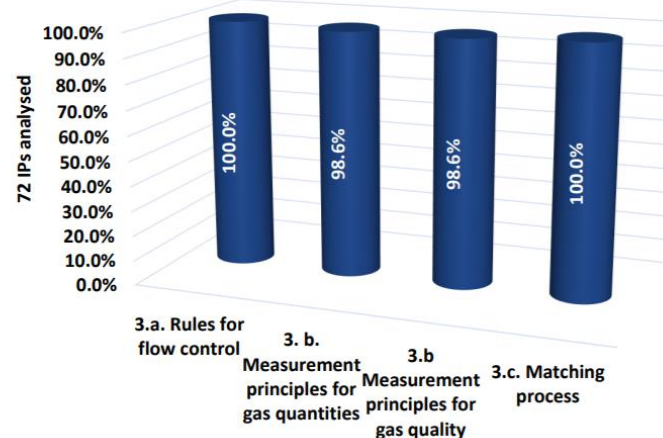 100.0%
90.0%
80.0%
70.0%
60.0%
50.0%
40.0%
30.0%
20.0%
10.0%
0.0%
72 IPs analysed
100.0%
98.6%
98.6%
100.0%
3.a. Rules for
flow control
3. b.
Measurement
principles for
gas quantities
3.b
Measurement
principles for
gas quality
3.c. Matching
process